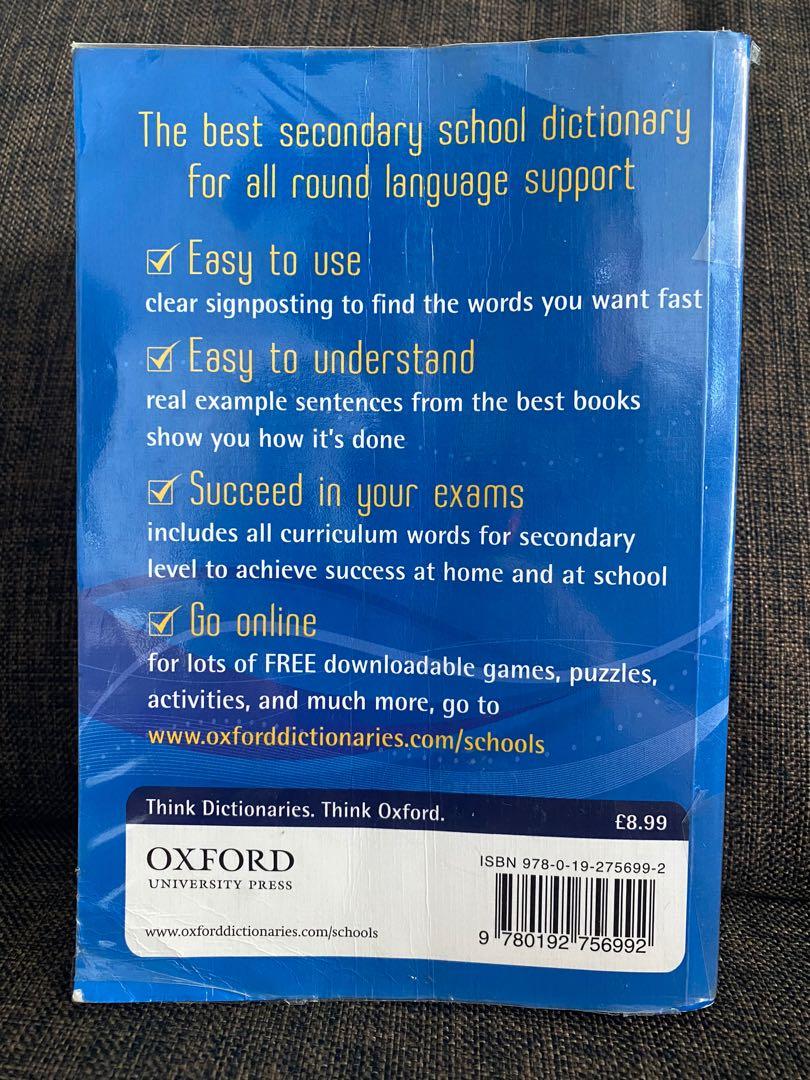 The best secondary school dictionary
for all round language support
Easy to use
clear signposting to find the words you want fast
Easy to understand
real example sentences from the best books
show you how it's done
Succeed in your exams
includes all curriculum words for secondary
level to achieve success at home and at school
Go online
for lots of FREE downloadable games, puzzles,
activities, and much more, go to
www.oxforddictionaries.com/schools
Think Dictionaries. Think Oxford.
£8.99
OXFORD
UNIVERSITY PRESS
www.oxforddictionaries.com/schools
ISBN 978-0-19-275699-2
9 780192 756992